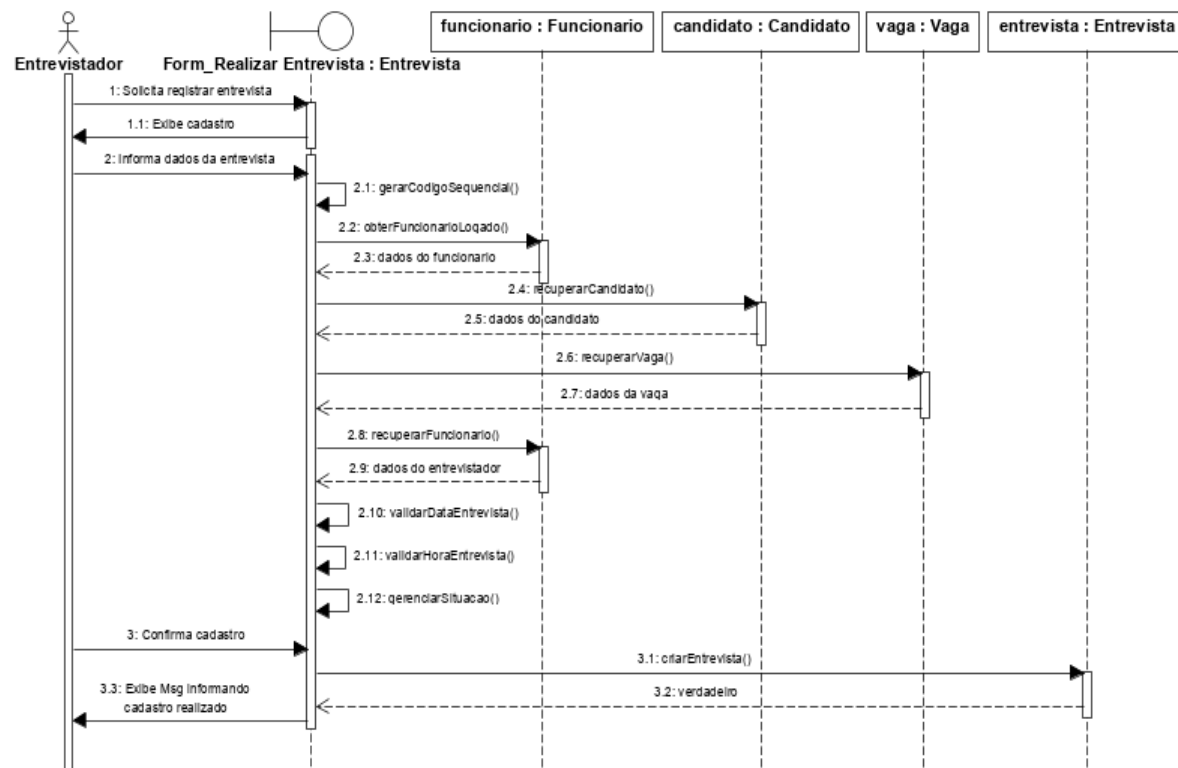 funcionario : Funcionario
candidato : Candidato
vaga : Vaga
entrevista : Entrevista
Entrevistador
Form_Realizar Entrevista : Entrevista
1: Solicita registrar entrevista
1.1: Exibe cadastro
2: Informa dados da entrevista
2.1: gerarCodigoSequencial()
2.2: obterFuncionarioLogado()
2.3: dados do funcionario
2.4: recuperarCandidato()
2.5: dados do candidato
2.6: recuperarVaga()
2.7: dados da vaga
2.8: recuperarFuncionario()
2.9: dados do entrevistador
2.10: validarDataEntrevista()
2.11: validarHoraEntrevista()
2.12: gerenciarSituacao()
3: Confirma cadastro
3.1: criarEntrevista()
3.2: verdadeiro
3.3: Exibe Msg informando
cadastro realizado